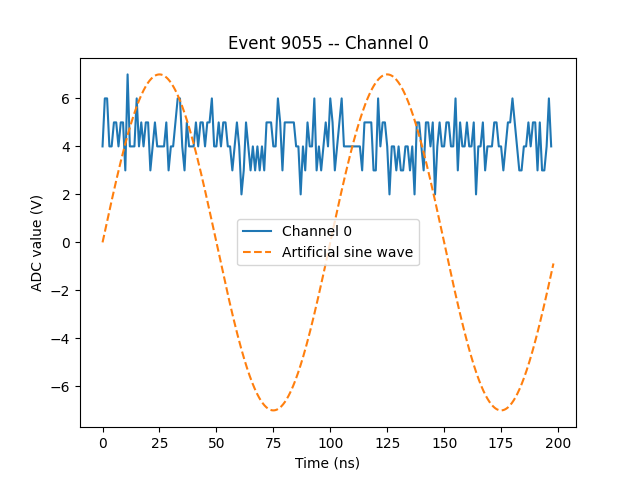 Event 9055 -- Channel 0
ADC value (V)
6
4
2
0
−2
−4
−6
Channel 0
Artificial sine wave
0 25 50 75 100 125 150 175 200
Time (ns)